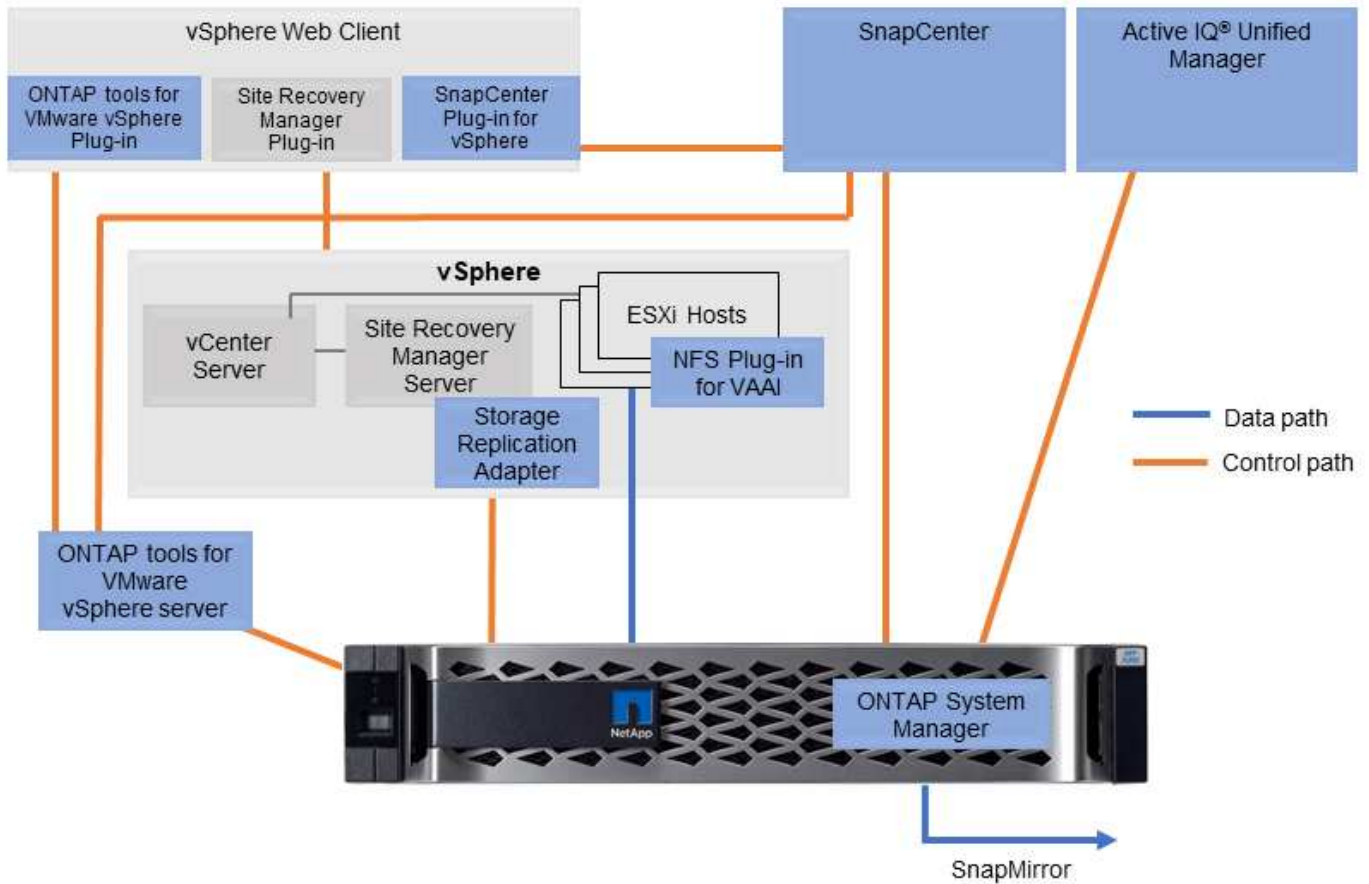 vSphere Web Client
ONTAP tools for
VMware vSphere
Plug-in
Site Recovery
Manager
Plug-in
SnapCenter
Plug-in for
vSphere
SnapCenter
Active IQ® Unified
Manager
vSphere
vCenter
Server
Site Recovery
Manager
Server
Storage
Replication
Adapter
ESXi Hosts
NFS Plug-in
for VAAI
Data path
Control path
ONTAP tools for
VMware
vSphere server
NetApp
ONTAP System
Manager
SnapMirror